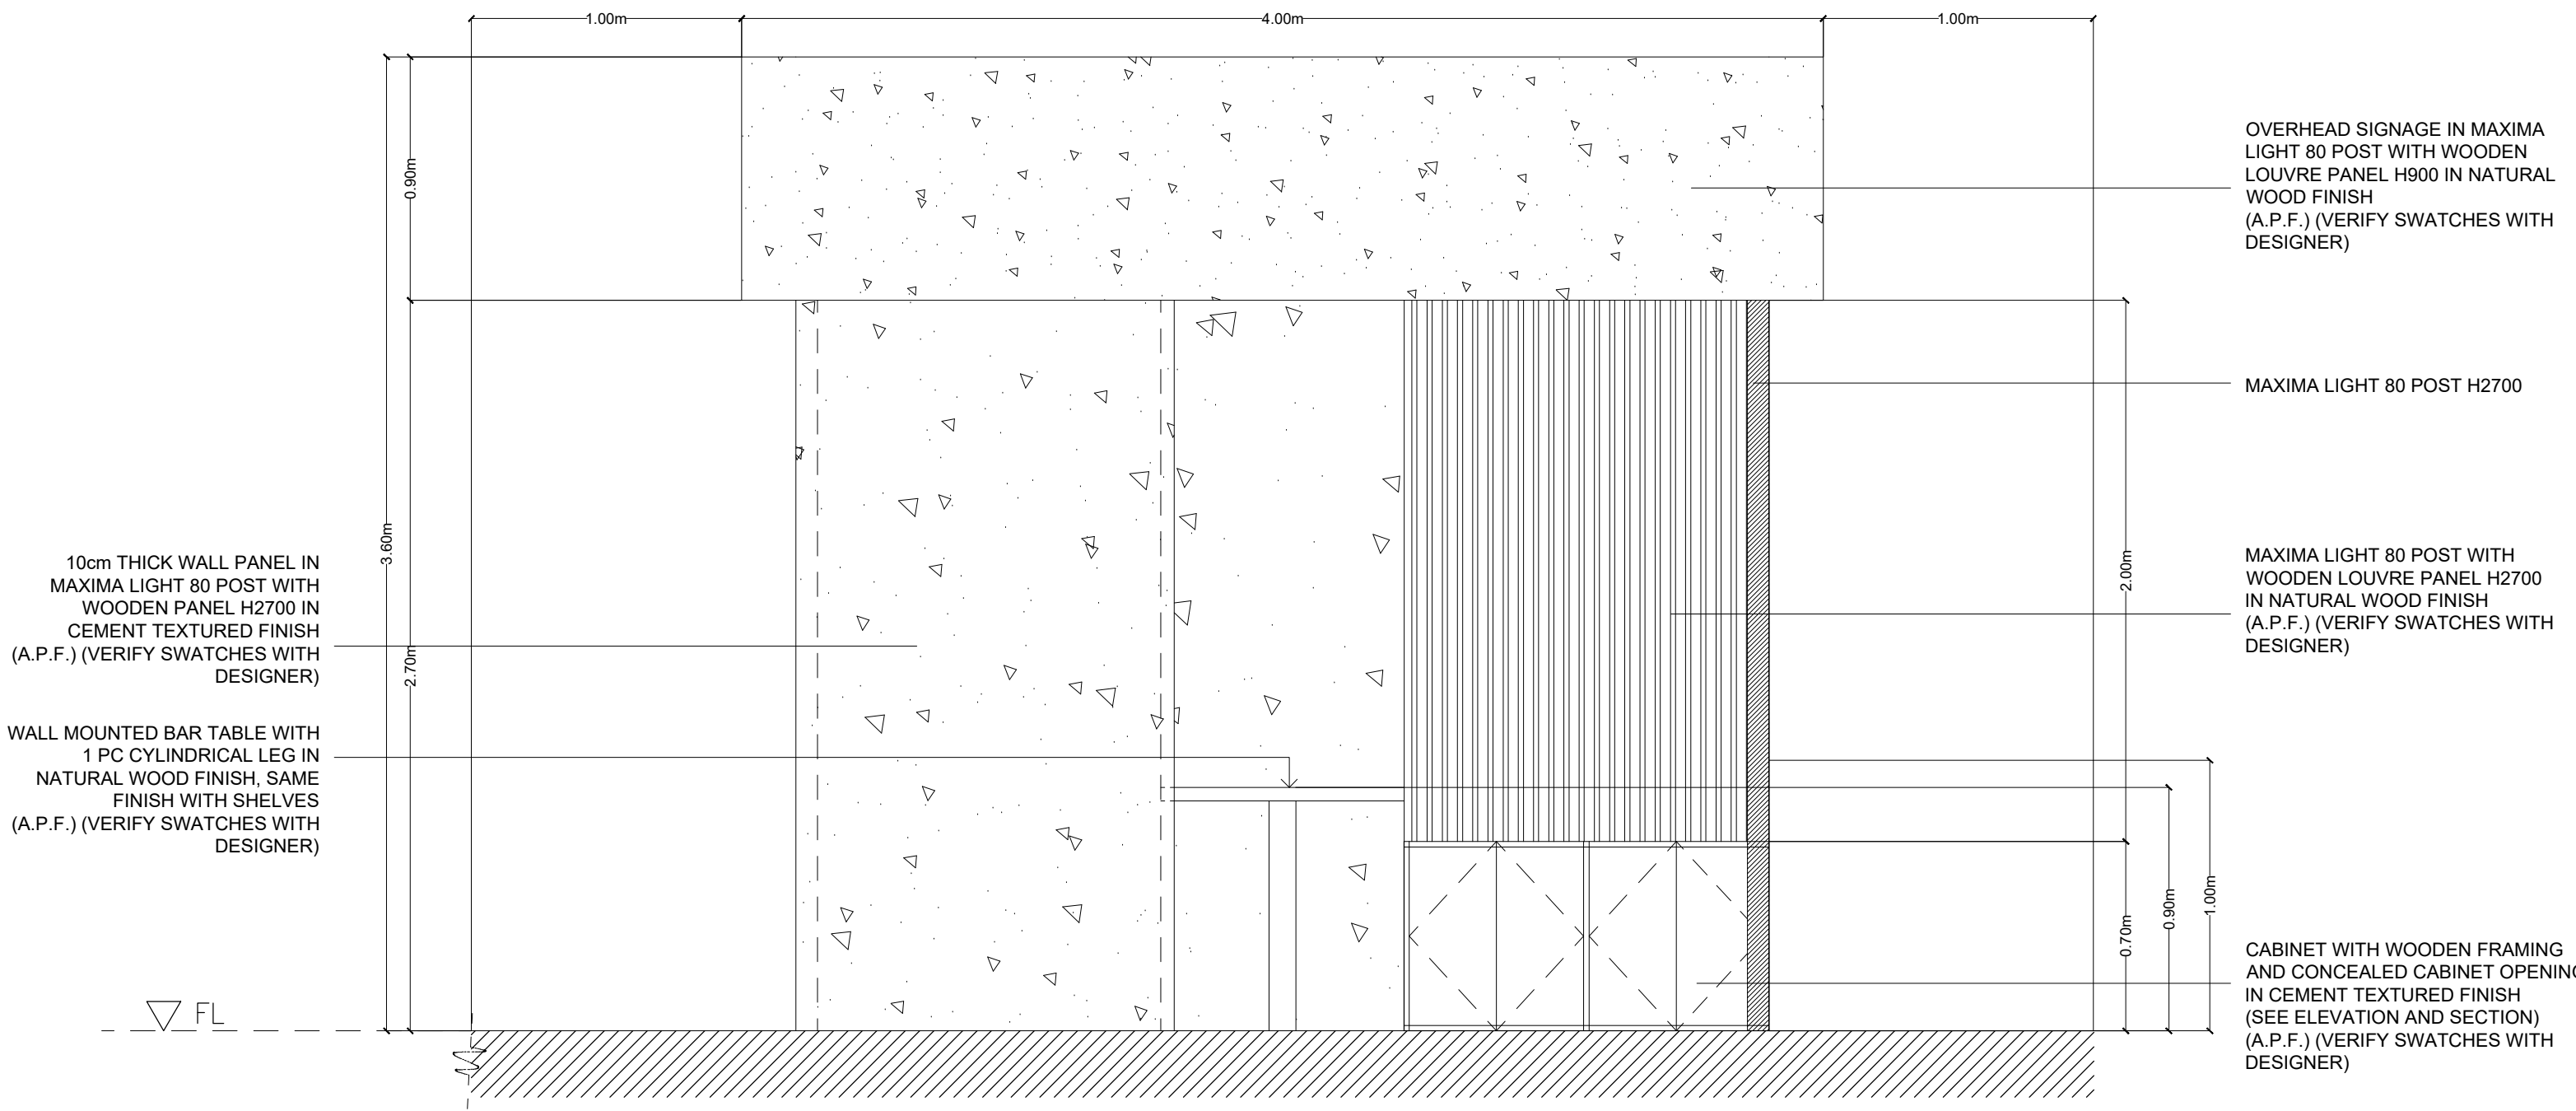 1.00m
4.00m
1.00m
0.90m
3.60m
2.70m
OVERHEAD SIGNAGE IN MAXIMA
LIGHT 80 POST WITH WOODEN
LOUVRE PANEL H900 IN NATURAL
WOOD FINISH
(A.P.F.) (VERIFY SWATCHES WITH
DESIGNER)
MAXIMA LIGHT 80 POST H2700
10cm THICK WALL PANEL IN
MAXIMA LIGHT 80 POST WITH
WOODEN PANEL H2700 IN
CEMENT TEXTURED FINISH
(A.P.F.) (VERIFY SWATCHES WITH
DESIGNER)
MAXIMA LIGHT 80 POST WITH
WOODEN LOUVRE PANEL H2700
IN NATURAL WOOD FINISH
(A.P.F.) (VERIFY SWATCHES WITH
DESIGNER)
2.00m
WALL MOUNTED BAR TABLE WITH
1 PC CYLINDRICAL LEG IN
NATURAL WOOD FINISH, SAME
FINISH WITH SHELVES
(A.P.F.) (VERIFY SWATCHES WITH
DESIGNER)
0.70m
0.90m
1.00m
CABINET WITH WOODEN FRAMING
AND CONCEALED CABINET OPENING
IN CEMENT TEXTURED FINISH
(SEE ELEVATION AND SECTION)
(A.P.F.) (VERIFY SWATCHES WITH
DESIGNER)
FL